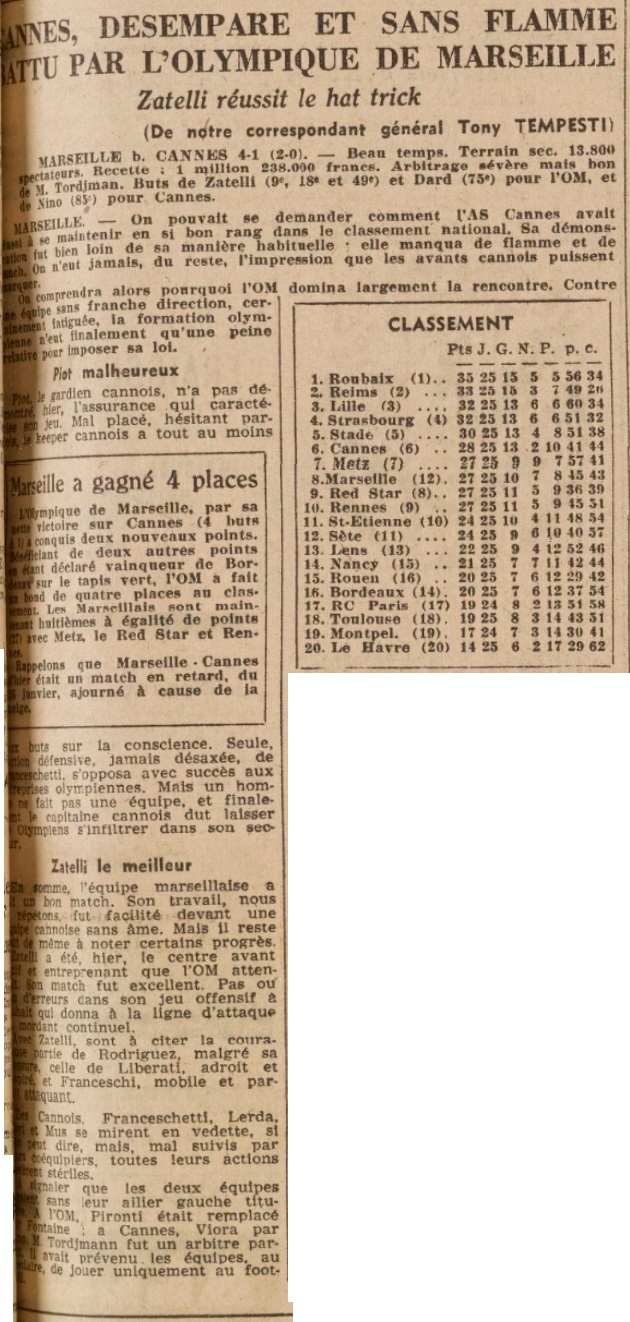 CANNES, DESEMPARE ET SANS FLAMME
BATTU PAR L'OLYMPIQUE DE MARSEILLE
Zatelli réussit le hat trick
(De notre correspondant général Tony TEMPESTI)
MARSEILLE b. CANNES 4-1 (2-0). — Beau temps. Terrain sec. 13.800
spectateurs. Recette : 1 million 238.000 francs. Arbitrage sévère mais bon
de M. Tordjman. Buts de Zatelli (9e, 18e et 49e) et Dard (75e) pour l'OM, et
de Nino (85e) pour Cannes.
MARSEILLE. — On pouvait se demander comment l'AS Cannes avait
à se maintenir en si bon rang dans le classement national. Sa démons-
fut bien loin de sa manière habituelle : elle manqua de flamme et de
On n'eut jamais, du reste, l'impression que les avants cannois puissent
marquer.
On comprendra alors pourquoi l'OM domina largement la rencontre. Contre
équipe sans franche direction, cer-
fatiguée, la formation olym-
n'eut finalement qu'une peine
relative pour imposer sa loi.
Piot malheureux
Piot, le gardien cannois, n'a pas dé-
hier, l'assurance qui caracté-
son jeu. Mal placé, hésitant par-
le keeper cannois a tout au moins
Marseille a gagné 4 places
L'Olympique de Marseille, par sa
victoire sur Cannes (4 buts
à 1) a conquis deux nouveaux points.
de deux autres points
étant déclaré vainqueur de Bor-
sur le tapis vert, l'OM a fait
bond de quatre places au clas-
sement. Les Marseillais sont main-
huitièmes à égalité de points
(27) avec Metz, le Red Star et Ren-
nes.
Rappelons que Marseille - Cannes
d'hier était un match en retard, du
janvier, ajourné à cause de la
neige.
buts sur la conscience. Seule,
défensive, jamais désaxée, de
s'opposa avec succès aux
olympiennes. Mais un hom-
ne fait pas une équipe, et finale-
le capitaine cannois dut laisser
Olympiens s'infiltrer dans son sec-
Zatelli le meilleur
En somme, l'équipe marseillaise a
un bon match. Son travail, nous
répétons, fut facilité devant une
cannoise sans âme. Mais il reste
de même à noter certains progrès.
Zatelli a été, hier, le centre avant
et entreprenant que l'OM atten-
Son match fut excellent. Pas ou
d'erreurs dans son jeu offensif à
qui donna à la ligne d'attaque
mordant continuel.
Avec Zatelli, sont à citer la coura-
partie de Rodriguez, malgré sa
celle de Liberati, adroit et
et Franceschi, mobile et par-
attaquant.
Des Cannois, Franceschetti, Lerda,
et Mus se mirent en vedette, si
peut dire, mais, mal suivis par
coéquipiers, toutes leurs actions
stériles.
signaler que les deux équipes
sans leur ailier gauche titu-
A l'OM, Pironti était remplacé
Fontaine ; a Cannes, Viora par
M. Tordjmann fut un arbitre par-
Il avait prévenu les équipes, au
de jouer uniquement au foot-
CLASSEMENT
Pts J. G. N. P. p. c.
1. Roubaix (1).. 35 25 15 5 5 56 34
2. Reims (2) ... 33 25 15 3 7 49 26
3. Lille (3) .... 32 25 13 6 6 60 34
4. Strasbourg (4) 32 25 13 6 6 51 32
5. Stade (5) .... 30 25 13 4 8 51 38
6. Cannes (6) .. 28 25 13 2 10 41 44
7. Metz (7) .... 27 25 9 9 7 57 41
8. Marseille (12). 27 25 10 7 8 45 43
9. Red Star (8).. 27 25 11 5 9 36 39
10. Rennes (9) .. 27 25 11 5 9 45 51
11. St-Etienne (10) 24 25 10 4 11 48 54
12. Sète (11) .... 24 25 9 6 10 40 57
13. Lens (13) ... 22 25 9 4 12 52 46
14. Nancy (15) .. 21 25 7 7 11 42 44
15. Rouen (16) .. 20 25 7 6 12 29 42
16. Bordeaux (14). 20 25 7 6 12 37 54
17. RC Paris (17) 19 24 8 2 13 51 58
18. Toulouse (18). 19 25 8 3 14 43 51
19. Montpel. (19). 17 24 7 3 14 30 41
20. Le Havre (20) 14 25 6 2 17 29 62